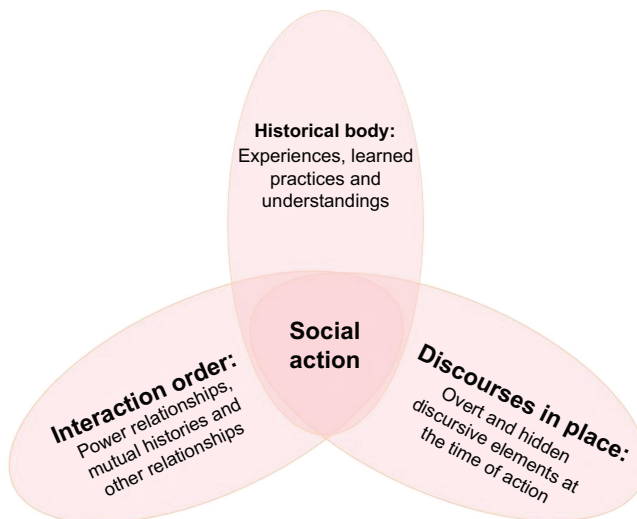 Historical body:
Experiences, learned
practices and
understandings
Social
action
Interaction order:
Power relationships,
mutual histories and
other relationships
Discourses in place:
Overt and hidden
discursive elements at
the time of action